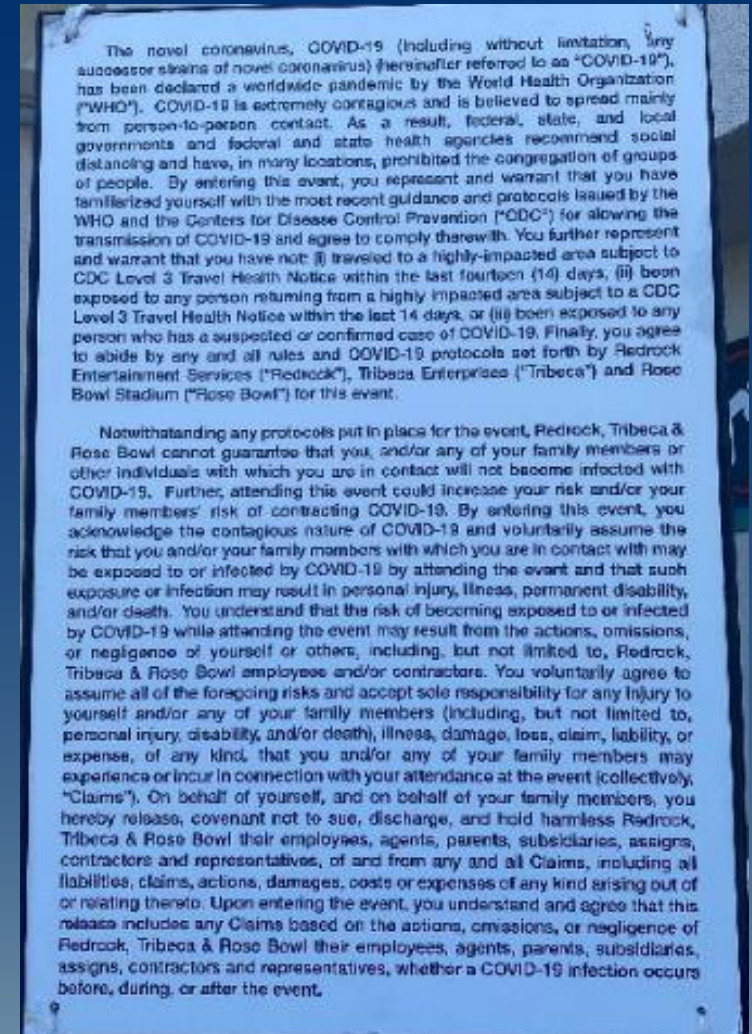 The novel coronavirus, COVID-19 (including without limitation, any
successor strains of novel coronavirus) (hereinafter referred to as "COVID-19"),
has been declared a worldwide pandemic by the World Health Organization
("WHO"). COVID-19 is extremely contagious and is believed to spread mainly
from person-to-person contact. As a result, federal, state, and local
governments and federal and state health agencies recommend social
distancing and have, in many locations, prohibited the congregation of groups
of people. By entering this event, you represent and warrant that you have
familiarized yourself with the most recent guidance and protocols issued by the
WHO and the Centers for Disease Control Prevention ("CDC") for slowing the
transmission of COVID-19 and agree to comply therewith. You further represent
and warrant that you have not: (i) traveled to a highly-impacted area subject to
CDC Level 3 Travel Health Notice within the last fourteen (14) days, (ii) been
exposed to any person returning from a highly impacted area subject to a CDC
Level 3 Travel Health Notice within the last 14 days, or (iii) been exposed to any
person who has a suspected or confirmed case of COVID-19. Finally, you agree
to abide by any and all rules and COVID-19 protocols set forth by Redrock
Entertainment Services ("Redrock"), Tribeca Enterprises ("Tribeca") and Rose
Bowl Stadium ("Rose Bowl") for this event.
Notwithstanding any protocols put in place for the event, Redrock, Tribeca &
Rose Bowl cannot guarantee that you, and/or any of your family members or
other individuals with which you are in contact will not become infected with
COVID-19. Further, attending this event could increase your risk and/or your
family members' risk of contracting COVID-19. By entering this event, you
acknowledge the contagious nature of COVID-19 and voluntarily assume the
risk that you and/or your family members with which you are in contact with may
be exposed to or infected by COVID-19 by attending the event and that such
exposure or infection may result in personal injury, illness, permanent disability,
and/or death. You understand that the risk of becoming exposed to or infected
by COVID-19 while attending the event may result from the actions, omissions,
or negligence of yourself or others, including, but not limited to, Redrock,
Tribeca & Rose Bowl employees and/or contractors. You voluntarily agree to
assume all of the foregoing risks and accept sole responsibility for any injury to
yourself and/or any of your family members (including, but not limited to,
personal injury, disability, and/or death), illness, damage, loss, claim, liability, or
expense, of any kind, that you and/or any of your family members may
experience or incur in connection with your attendance at the event (collectively,
"Claims"). On behalf of yourself, and on behalf of your family members, you
hereby release, covenant not to sue, discharge, and hold harmless Redrock,
Tribeca & Rose Bowl their employees, agents, parents, subsidiaries, assigns,
contractors and representatives, of and from any and all Claims, including all
liabilities, claims, actions, damages, costs or expenses of any kind arising out of
or relating thereto. Upon entering the event, you understand and agree that this
release includes any Claims based on the actions, omissions, or negligence of
Redrock, Tribeca & Rose Bowl their employees, agents, parents, subsidiaries,
assigns, contractors and representatives, whether a COVID-19 infection occurs
before, during, or after the event.